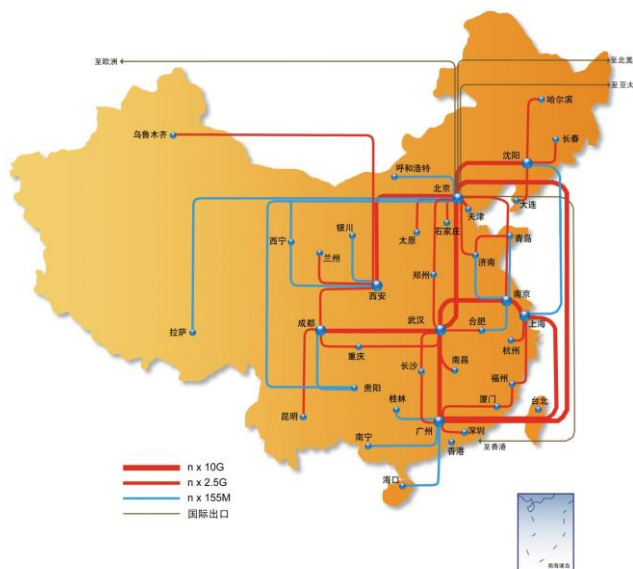 至欧洲
至北美
至亚太
哈尔滨
乌鲁木齐
长春
沈阳
呼和浩特
北京
大连
天津
石家庄
银川
太原
青岛
西宁
兰州
济南
郑州
西安
南京
拉萨
成都
武汉
合肥
上海
杭州
重庆
长沙
南昌
贵阳
福州
桂林
厦门
台北
昆明
广州
深圳
南宁
香港
至香港
海口
n x 10G
n x 2.5G
n x 155M
国际出口
南海诸岛